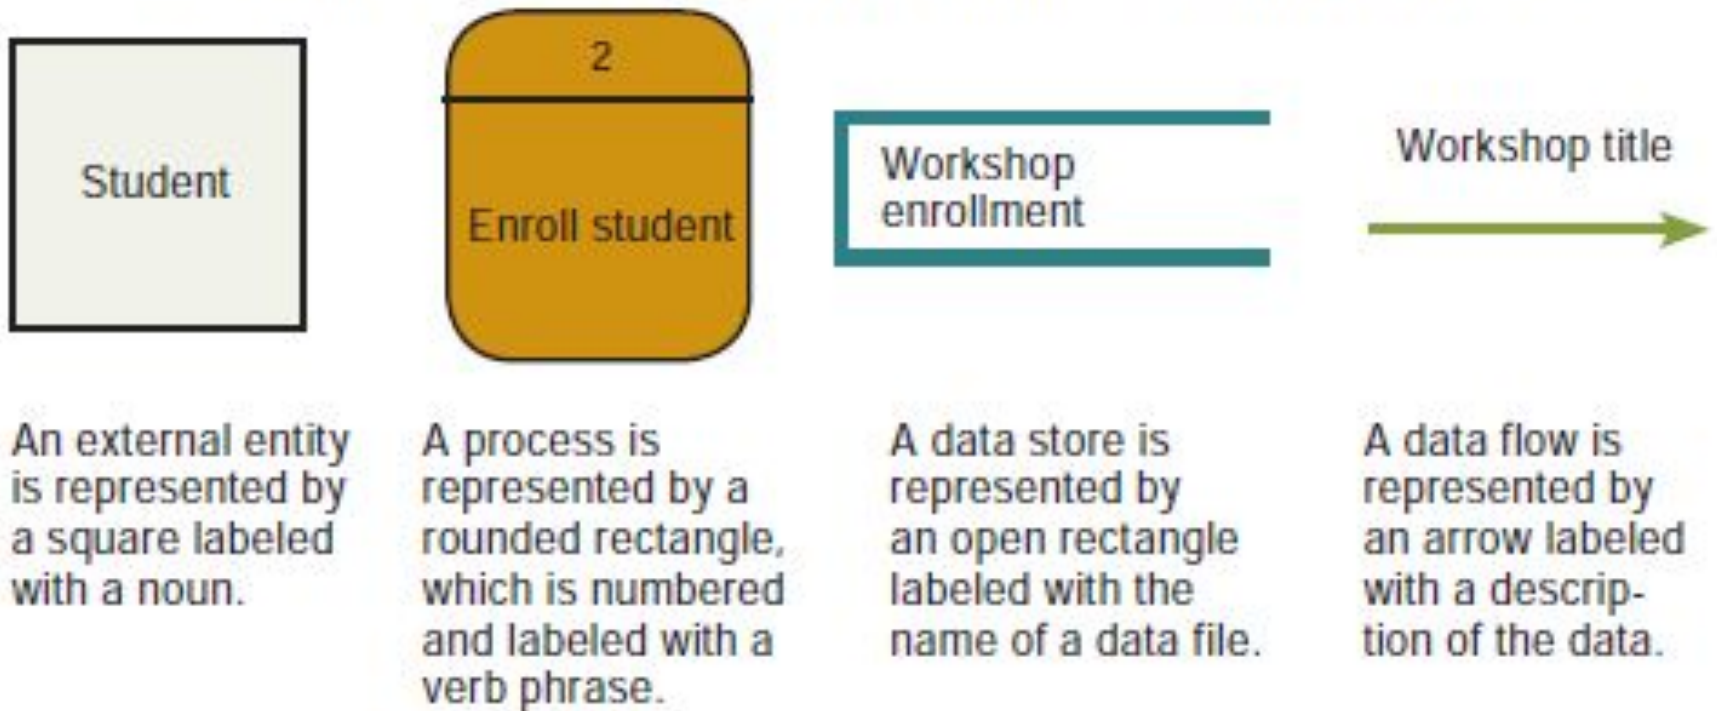 Student
2
Enroll student
Workshop
enrollment
Workshop title
An external entity
is represented by
a square labeled
with a noun.
A process is
represented by a
rounded rectangle,
which is numbered
and labeled with a
verb phrase.
A data store is
represented by
an open rectangle
labeled with the
name of a data file.
A data flow is
represented by
an arrow labeled
with a descrip-
tion of the data.